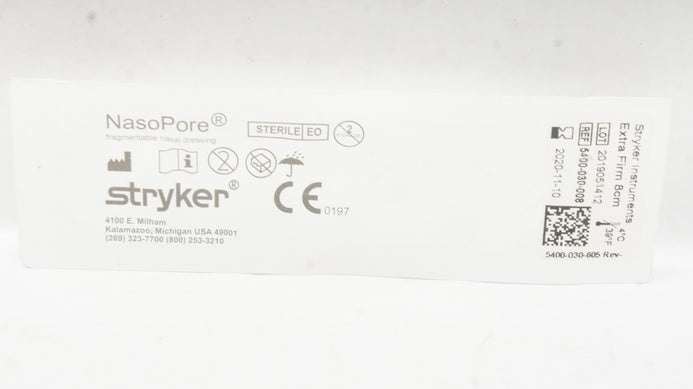 NasoPore®
fragmentable nasal dressing
STERILE EO
stryker®
0197
4100 E. Milham
Kalamazoo, Michigan USA 49001
(269) 323-7700 (800) 253-3210
Stryker Instruments
Extra Firm 8cm
LOT 2019051412
REF 5400-030-008
2020-11-10
4°C
39°F
5400-030-605 Rev-